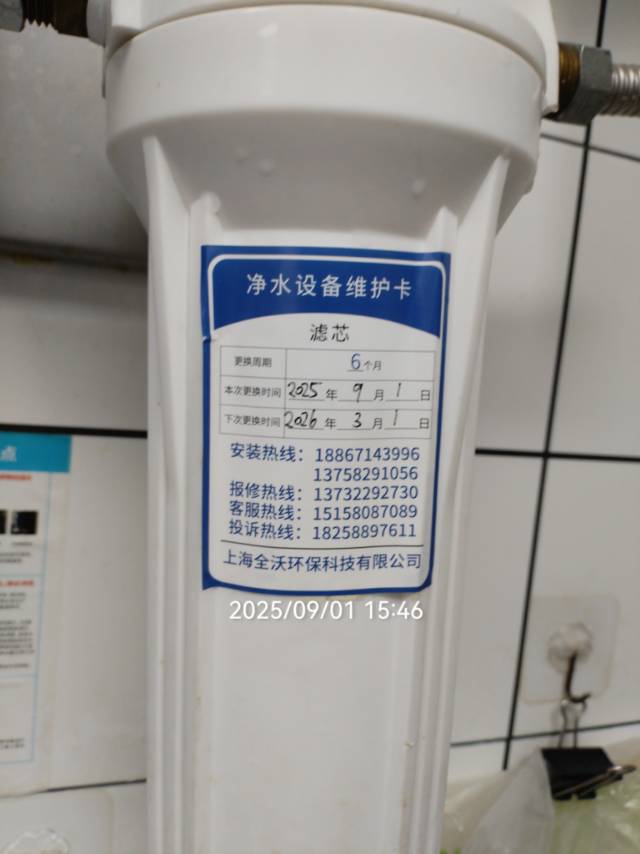 净水设备维护卡
滤芯
更换周期 6个月
本次更换时间 2025年 9月 1日
下次更换时间 2026年 3月 1日
安装热线：18867143996
13758291056
报修热线：13732292730
客服热线：15158087089
投诉热线：18258897611
上海全沃环保科技有限公司
2025/09/01 15:46
点